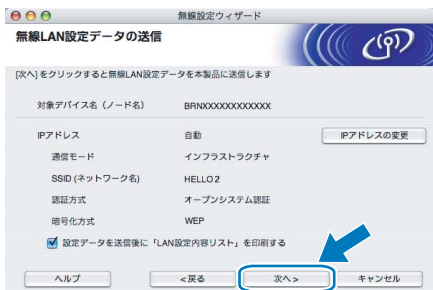 無線設定ウィザード
無線LAN設定データの送信
[次へ] をクリックすると無線LAN設定データを本製品に送信します
対象デバイス名（ノード名） BRNXXXXXXXXXXXX
IPアドレス 自動 IPアドレスの変更
通信モード インフラストラクチャ
SSID (ネットワーク名) HELLO2
認証方式 オープンシステム認証
暗号化方式 WEP
設定データを送信後に「LAN設定内容リスト」を印刷する
ヘルプ <戻る 次へ> キャンセル